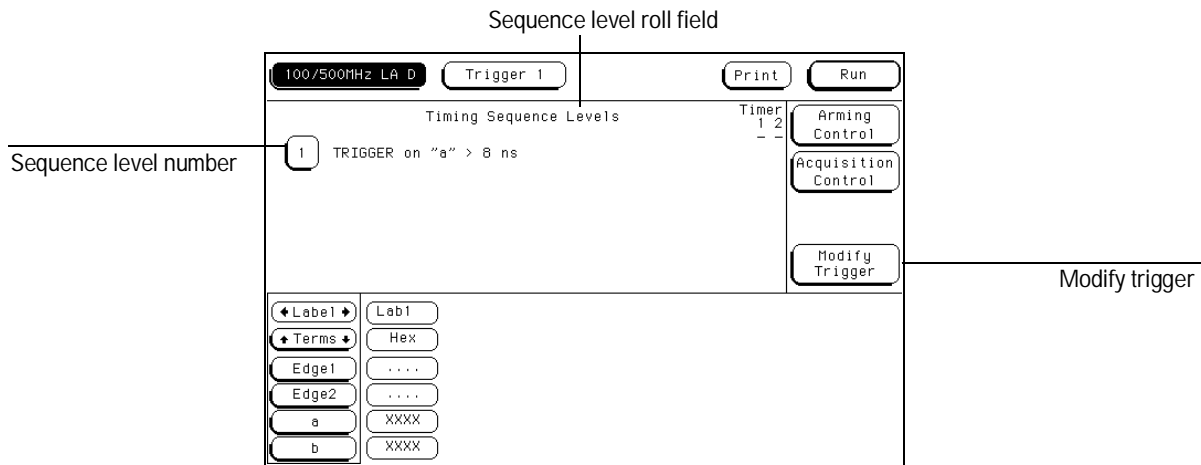 Sequence level roll field
100/500MHz LA D Trigger 1 Print Run
Timing Sequence Levels
Timer
1 2
– –
Arming
Control
Sequence level number
1 TRIGGER on "a" > 8 ns
Acquisition
Control
Modify
Trigger
Modify trigger
←Label→ Lab1
↑Terms↓ Hex
Edge1 ....
Edge2 ....
a XXXX
b XXXX